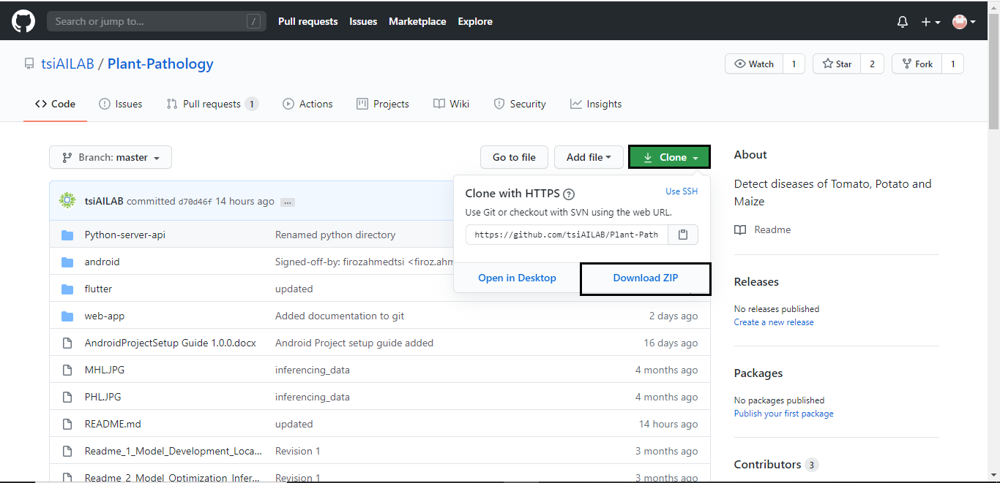 Search or jump to...
/
Pull requests
Issues
Marketplace
Explore
tsiAILAB / Plant-Pathology
Watch 1
Star 2
Fork 1
Code
Issues
Pull requests 1
Actions
Projects
Wiki
Security
Insights
Branch: master
Go to file
Add file
Clone
tsiAILAB committed d70d46f 14 hours ago ...
Clone with HTTPS ?
Use SSH
Use Git or checkout with SVN using the web URL.
https://github.com/tsiAILAB/Plant-Path
Open in Desktop
Download ZIP
Python-server-api Renamed python directory
android Signed-off-by: firozahmedtsi <firoz.ahm
flutter updated
web-app Added documentation to git 2 days ago
AndroidProjectSetup Guide 1.0.0.docx Android Project setup guide added 16 days ago
MHL.JPG inferencing_data 4 months ago
PHL.JPG inferencing_data 4 months ago
README.md updated 14 hours ago
Readme_1_Model_Development_Loca... Revision 1 3 months ago
Readme_2_Model_Optimization_Infer... Revision 1 3 months ago
About
Detect diseases of Tomato, Potato and
Maize
Readme
Releases
No releases published
Create a new release
Packages
No packages published
Publish your first package
Contributors 3